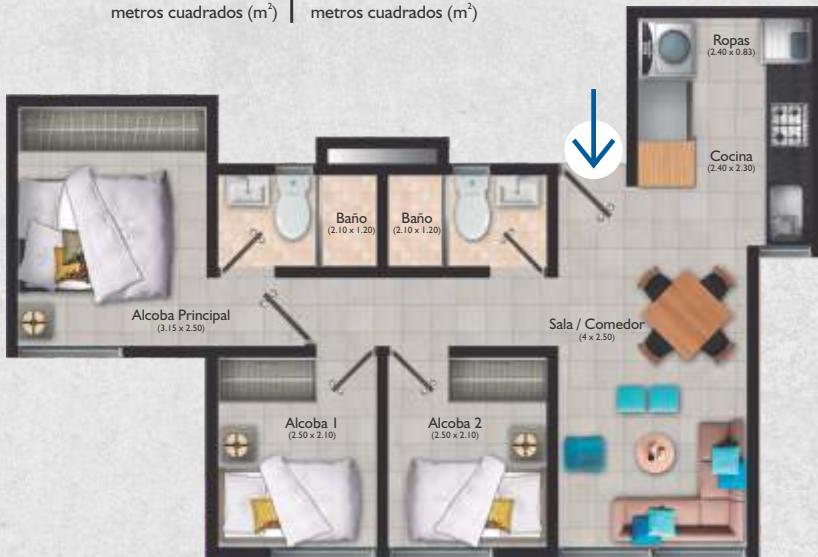 metros cuadrados (m²) | metros cuadrados (m²)
Ropas
(2.40 x 0.83)
Cocina
(2.40 x 2.30)
Baño
(2.10 x 1.20)
Baño
(2.10 x 1.20)
Alcoba Principal
(3.15 x 2.50)
Sala / Comedor
(4 x 2.50)
Alcoba 1
(2.50 x 2.10)
Alcoba 2
(2.50 x 2.10)